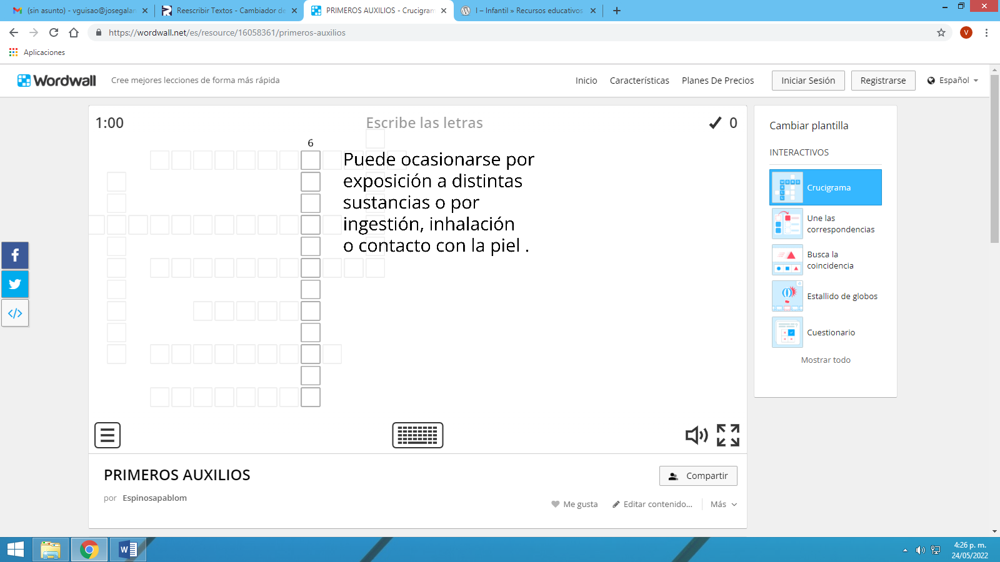 (sin asunto) - vguisao@josegalan
Reescribir Textos - Cambiador de
PRIMEROS AUXILIOS - Crucigram
I – Infantil » Recursos educativos
https://wordwall.net/es/resource/16058361/primeros-auxilios
V
Aplicaciones
Wordwall
Cree mejores lecciones de forma más rápida
Inicio
Características
Planes De Precios
Iniciar Sesión
Registrarse
Español
1:00
Escribe las letras
0
6
Puede ocasionarse por
exposición a distintas
sustancias o por
ingestión, inhalación
o contacto con la piel .
Cambiar plantilla
INTERACTIVOS
Crucigrama
Une las
correspondencias
Busca la
coincidencia
Estallido de globos
Cuestionario
Mostrar todo
PRIMEROS AUXILIOS
por Espinosapablom
Compartir
Me gusta
Editar contenido...
Más
4:26 p. m.
24/05/2022